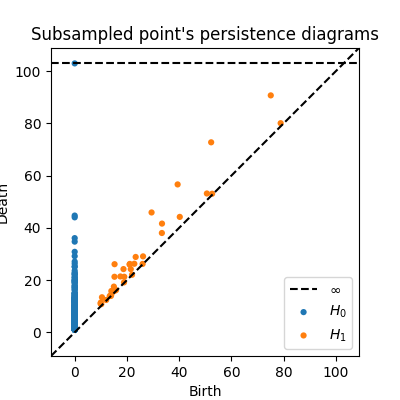 Subsampled point's persistence diagrams
100
80
60
40
20
0
Death
∞
H₀
H₁
0 20 40 60 80 100
Birth